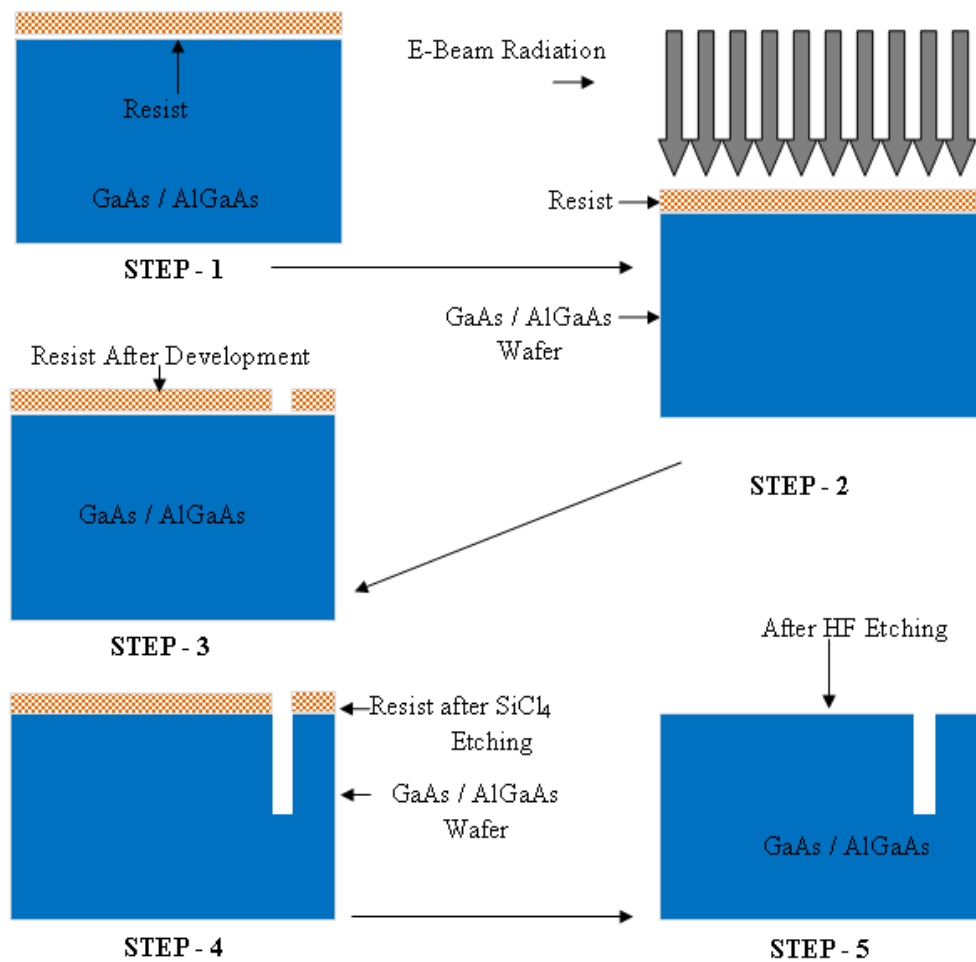 Resist
GaAs / AlGaAs
STEP - 1
E-Beam Radiation
Resist
GaAs / AlGaAs
Wafer
STEP - 2
Resist After Development
GaAs / AlGaAs
STEP - 3
Resist after SiCl₄
Etching
GaAs / AlGaAs
Wafer
STEP - 4
After HF Etching
GaAs / AlGaAs
STEP - 5